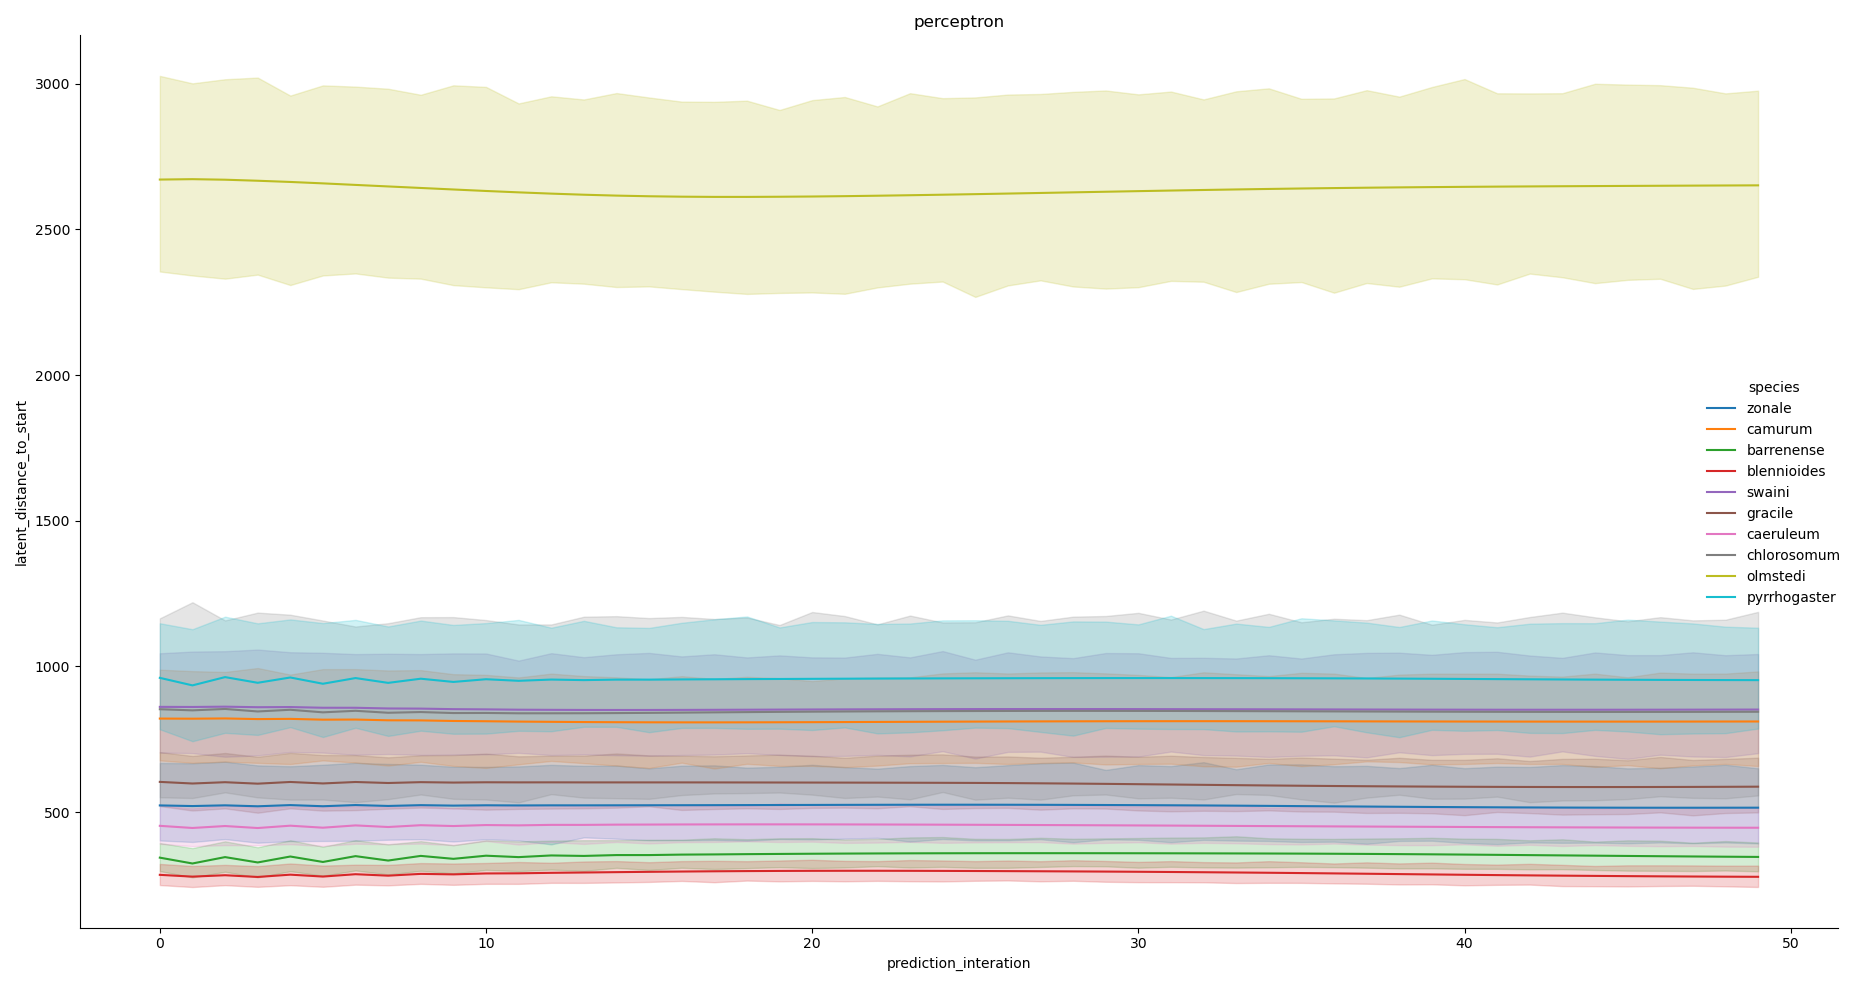 perceptron
3000
2500
2000
1500
1000
500
latent_distance_to_start
species
zonale
camurum
barrenense
blennioides
swaini
gracile
caeruleum
chlorosomum
olmstedi
pyrrhogaster
0
10
20
30
40
50
prediction_interation